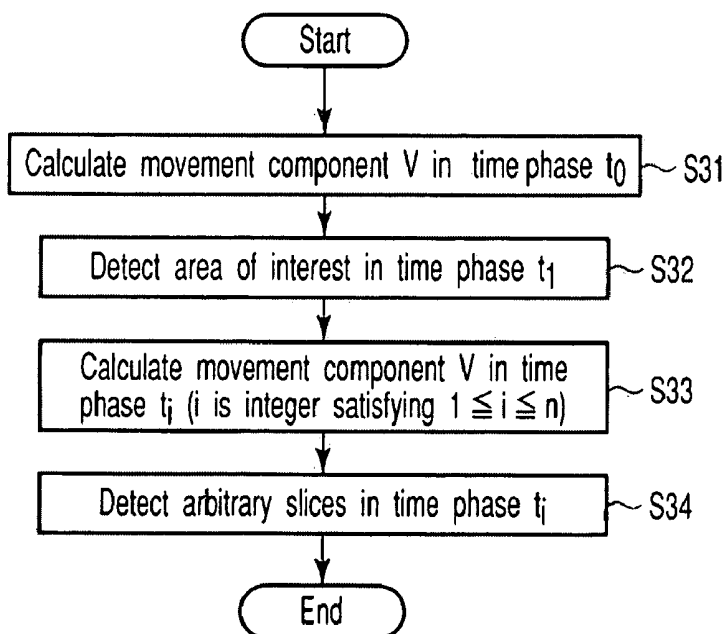 Start
Calculate movement component V in time phase t0
S31
Detect area of interest in time phase t1
S32
Calculate movement component V in time
phase ti (i is integer satisfying 1 ≦ i ≦ n)
S33
Detect arbitrary slices in time phase ti
S34
End